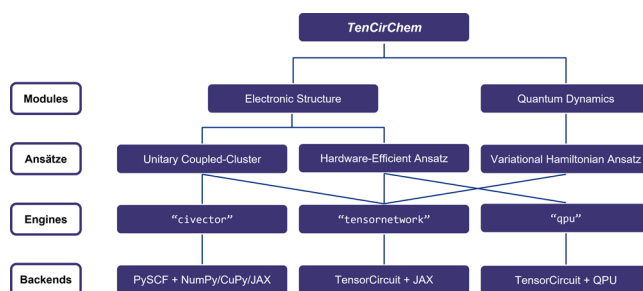 TenCirChem
Modules
Electronic Structure
Quantum Dynamics
Ansätze
Unitary Coupled-Cluster
Hardware-Efficient Ansatz
Variational Hamiltonian Ansatz
Engines
“civector”
“tensornetwork”
“qpu”
Backends
PySCF + NumPy/CuPy/JAX
TensorCircuit + JAX
TensorCircuit + QPU